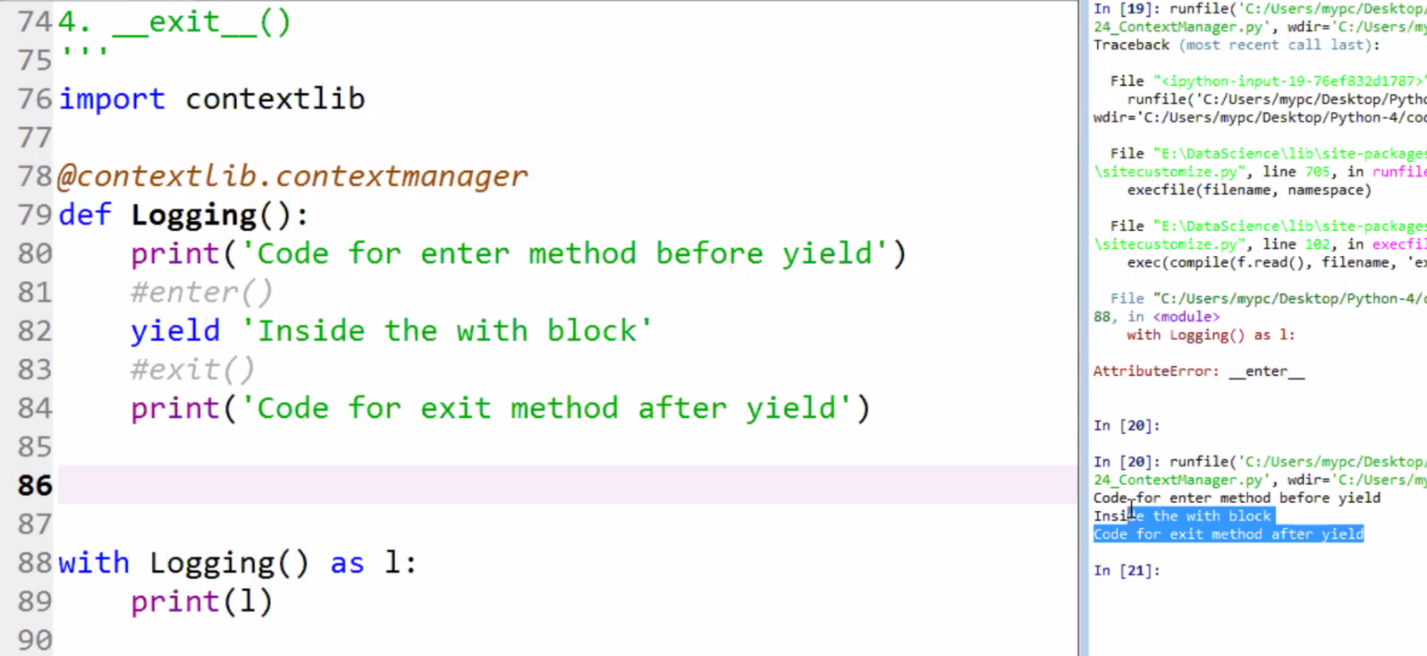 74 4. __exit__()
75 '''
76 import contextlib
77
78 @contextlib.contextmanager
79 def Logging():
80     print('Code for enter method before yield')
81     #enter()
82     yield 'Inside the with block'
83     #exit()
84     print('Code for exit method after yield')
85
86
87
88 with Logging() as l:
89     print(l)
90
In [19]: runfile('C:/Users/mypc/Desktop/
24_ContextManager.py', wdir='C:/Users/my
Traceback (most recent call last):
File "<ipython-input-19-76ef832d1787>"
runfile('C:/Users/mypc/Desktop/Pytho
wdir='C:/Users/mypc/Desktop/Python-4/cod
File "E:\DataScience\lib\site-packages
\sitecustomize.py", line 705, in runfile
execfile(filename, namespace)
File "E:\DataScience\lib\site-packages
\sitecustomize.py", line 102, in execfil
exec(compile(f.read(), filename, 'ex
File "C:/Users/mypc/Desktop/Python-4/c
88, in <module>
with Logging() as l:
AttributeError: __enter__
In [20]:
In [20]: runfile('C:/Users/mypc/Desktop/
24_ContextManager.py', wdir='C:/Users/my
Code for enter method before yield
Inside the with block
Code for exit method after yield
In [21]: